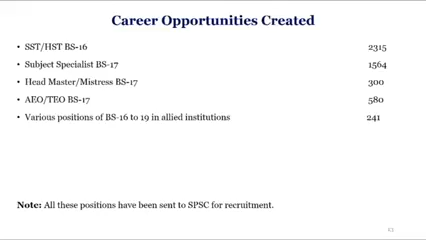 Career Opportunities Created
• SST/HST BS-16 2315
• Subject Specialist BS-17 1564
• Head Master/Mistress BS-17 300
• AEO/TEO BS-17 580
• Various positions of BS-16 to 19 in allied institutions 241
Note: All these positions have been sent to SPSC for recruitment.